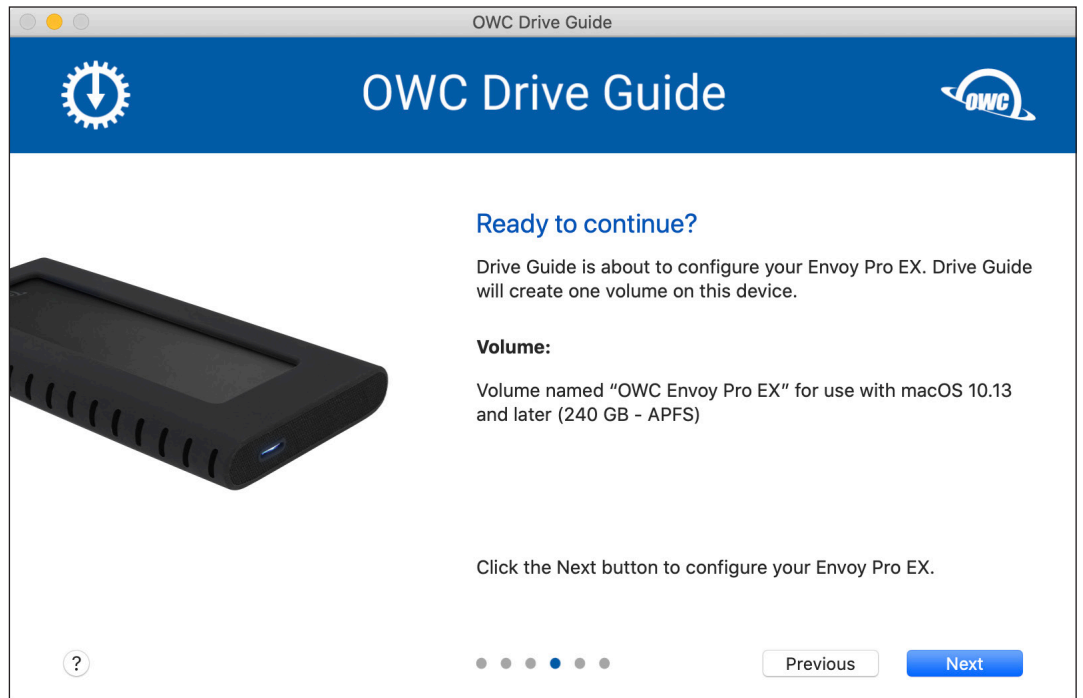 OWC Drive Guide
OWC Drive Guide
OWC
Ready to continue?
Drive Guide is about to configure your Envoy Pro EX. Drive Guide
will create one volume on this device.
Volume:
Volume named “OWC Envoy Pro EX” for use with macOS 10.13
and later (240 GB - APFS)
Click the Next button to configure your Envoy Pro EX.
?
Previous
Next